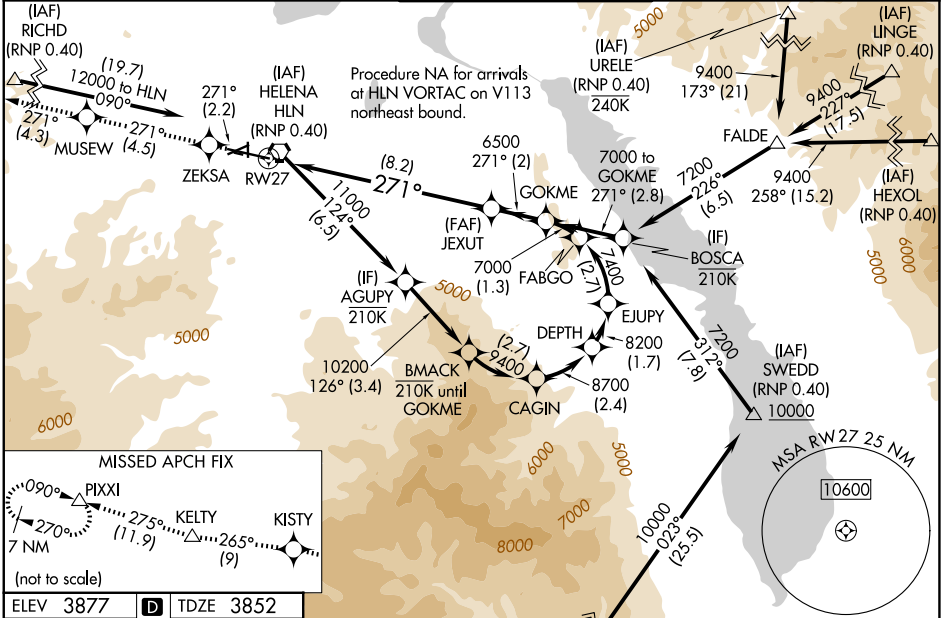 (IAF)
RICHD
(RNP 0.40)
(19.7)
12000 to HLN
090°
271°
(4.3)
MUSEW
271°
(4.5)
ZEKSA
271°
(2.2)
RW27
(IAF)
HELENA
HLN
(RNP 0.40)
Procedure NA for arrivals
at HLN VORTAC on V113
northeast bound.
(8.2)
271°
11000
124°
(6.5)
(FAF)
JEXUT
6500
271° (2)
GOKME
7000
(1.3)
FABGO
7000 to
GOKME
271° (2.8)
(IF)
BOSCA
210K
5000
(IAF)
URELE
(RNP 0.40)
240K
9400
173° (21)
(IAF)
LINGE
(RNP 0.40)
9400
227°
(17.5)
FALDE
7200
226°
(6.5)
9400
258° (15.2)
(IAF)
HEXOL
(RNP 0.40)
6000
5000
(IF)
AGUPY
210K
5000
10200
126° (3.4)
BMACK
210K until
GOKME
(2.7)
9400
CAGIN
8700
(2.4)
DEPTH
8200
(1.7)
EJUPY
7400
(2.7)
7200
312°
(7.8)
(IAF)
SWEDD
(RNP 0.40)
10000
10000
023°
(25.5)
5000
6000
6000
5000
7000
8000
MSA RW27 25 NM
10600
MISSED APCH FIX
090°
PIXXI
270°
7 NM
275°
(11.9)
KELTY
265°
(9)
KISTY
(not to scale)
ELEV 3877
D
TDZE 3852